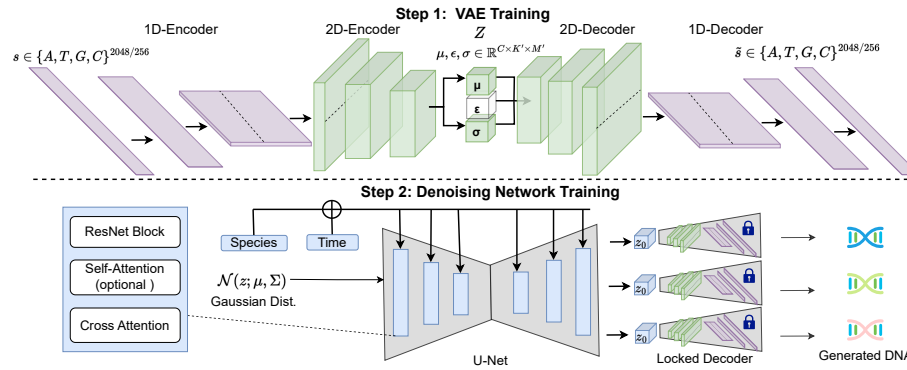 Step 1: VAE Training
1D-Encoder
2D-Encoder
Z
2D-Decoder
1D-Decoder
s ∈ {A, T, G, C}^{2048/256}
μ, ϵ, σ ∈ ℝ^{C×K′×M′}
s̃ ∈ {A, T, G, C}^{2048/256}
μ
ε
σ
Step 2: Denoising Network Training
ResNet Block
Self-Attention
(optional )
Cross Attention
Species
Time
𝒩(z; μ, Σ)
Gaussian Dist.
U-Net
z₀
z₀
z₀
Locked Decoder
Generated DNA